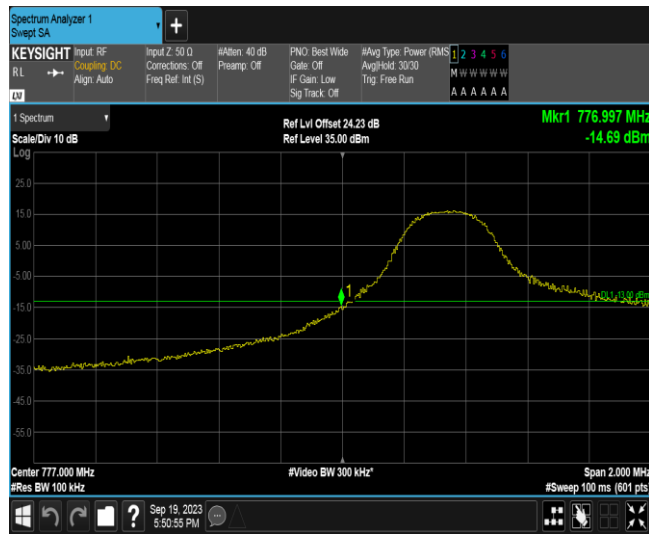 Spectrum Analyzer 1
Swept SA
+
KEYSIGHT
RL
LXI
Input: RF
Coupling: DC
Align: Auto
Input Z: 50 Ω
Corrections: Off
Freq Ref: Int (S)
#Atten: 40 dB
Preamp: Off
PNO: Best Wide
Gate: Off
IF Gain: Low
Sig Track: Off
#Avg Type: Power (RMS
Avg|Hold: 30/30
Trig: Free Run
1 2 3 4 5 6
M W W W W W
A A A A A A
1 Spectrum
Scale/Div 10 dB
Log
Ref Lvl Offset 24.23 dB
Ref Level 35.00 dBm
Mkr1 776.997 MHz
-14.69 dBm
25.0
15.0
5.00
-5.00
-15.0
-25.0
-35.0
-45.0
-55.0
1
DL1 -13.00 dBm
Center 777.000 MHz
#Res BW 100 kHz
#Video BW 300 kHz*
Span 2.000 MHz
#Sweep 100 ms (601 pts)
?
Sep 19, 2023
5:50:55 PM